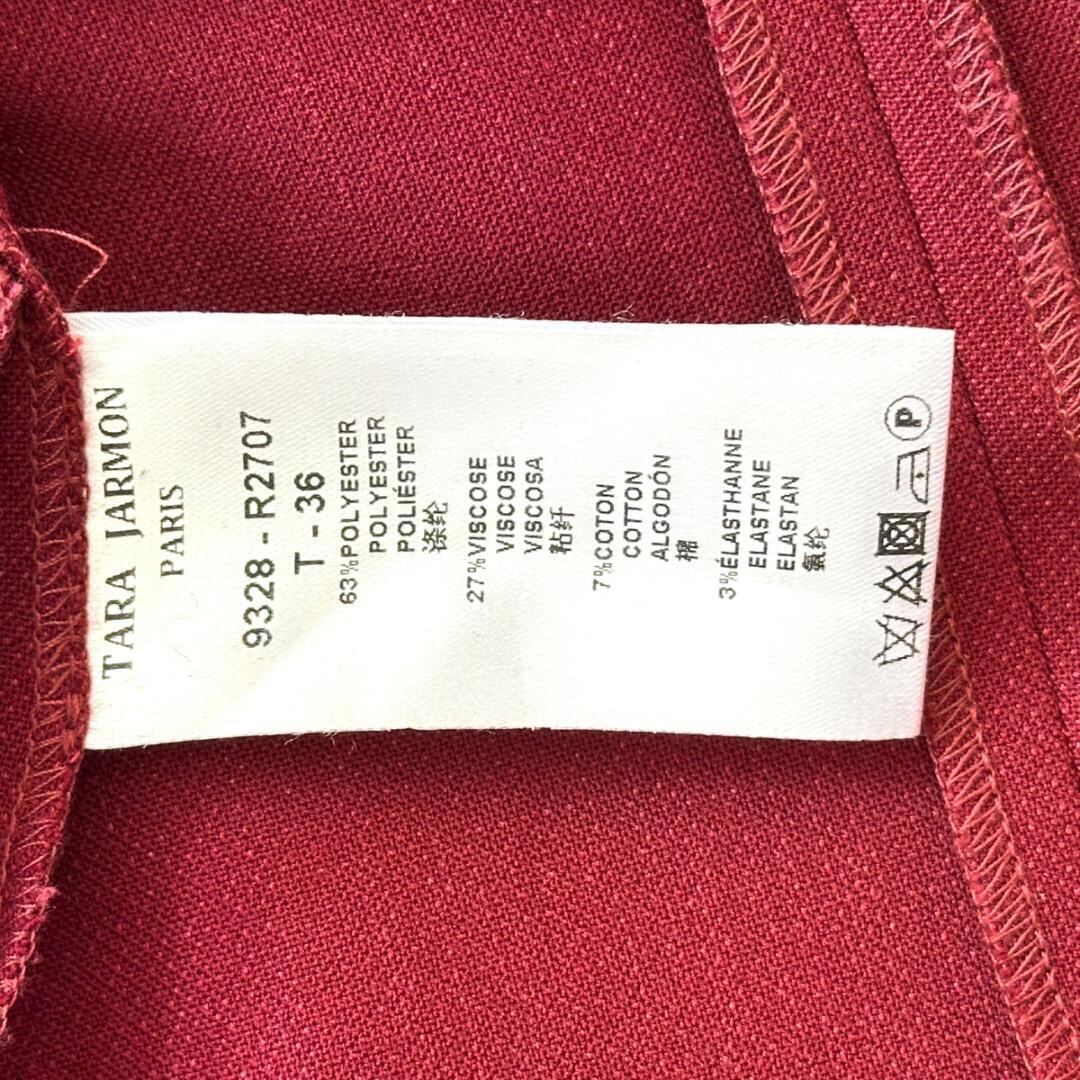 TARA JARMON
PARIS
9328 - R2707
T - 36
63%POLYESTER
POLYESTER
POLIÉSTER
涤纶
27%VISCOSE
VISCOSE
VISCOSA
粘纤
7%COTON
COTTON
ALGODÓN
棉
3%ÉLASTHANNE
ELASTANE
ELASTAN
氨纶
P